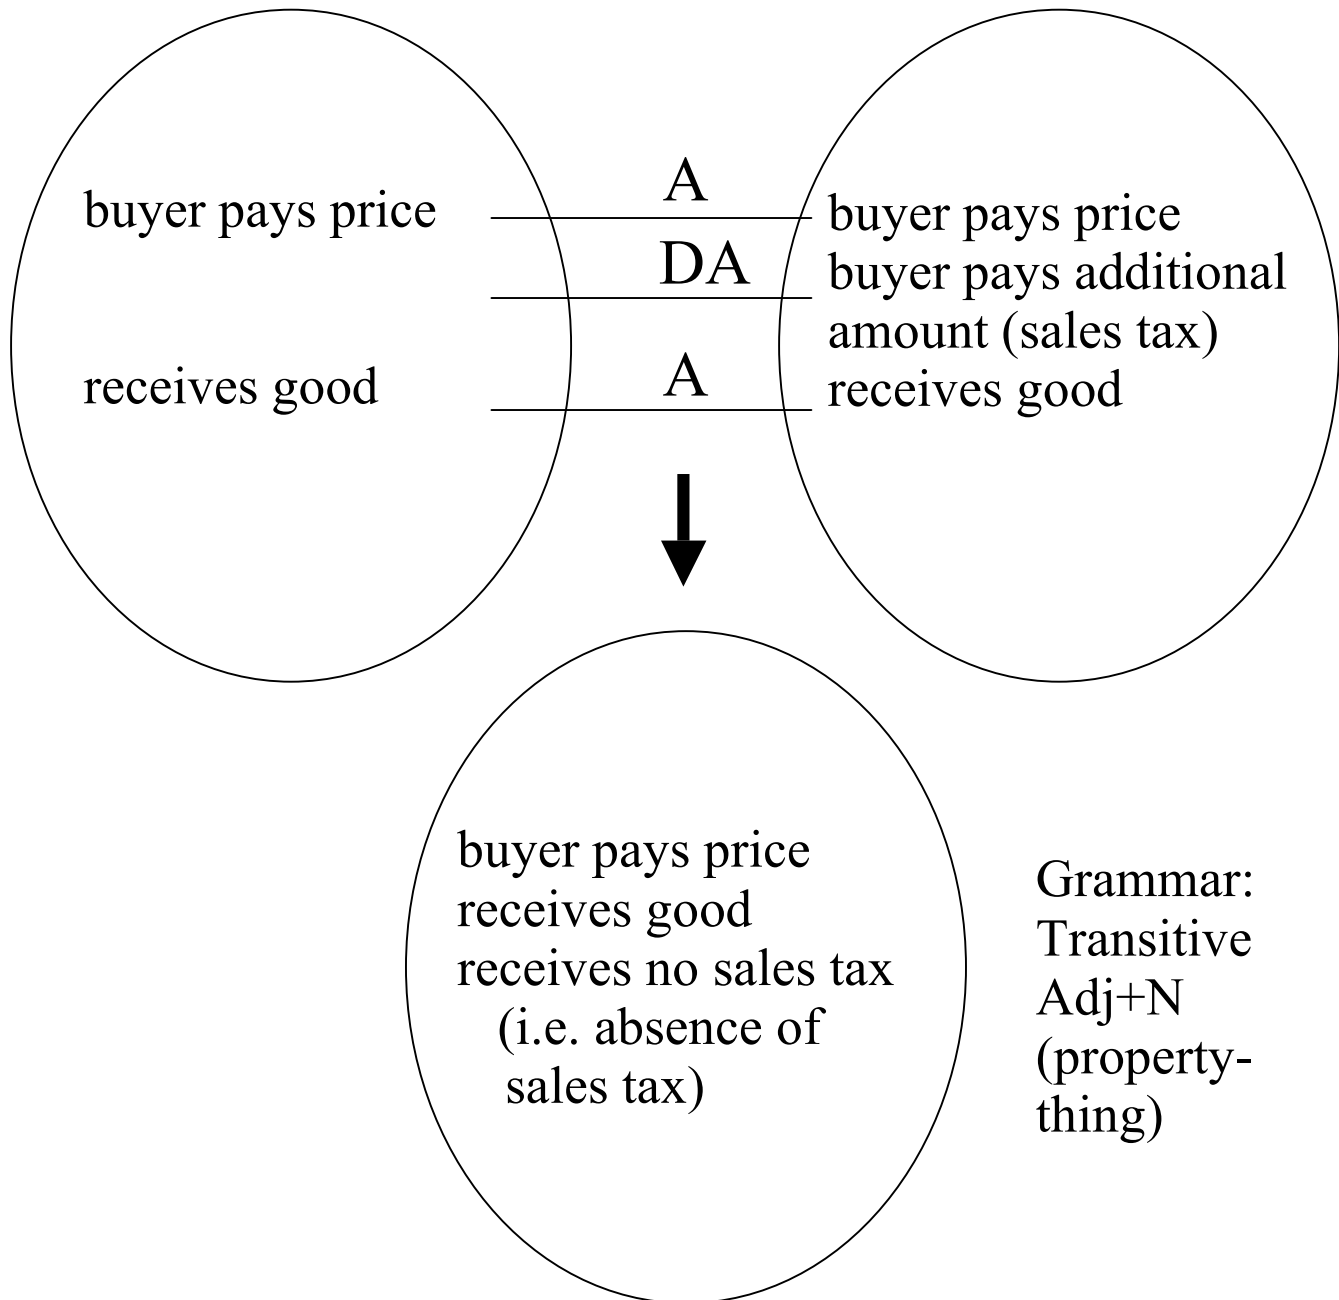 buyer pays price
receives good
A
DA
A
buyer pays price
buyer pays additional
amount (sales tax)
receives good
buyer pays price
receives good
receives no sales tax
(i.e. absence of
sales tax)
Grammar:
Transitive
Adj+N
(property-
thing)